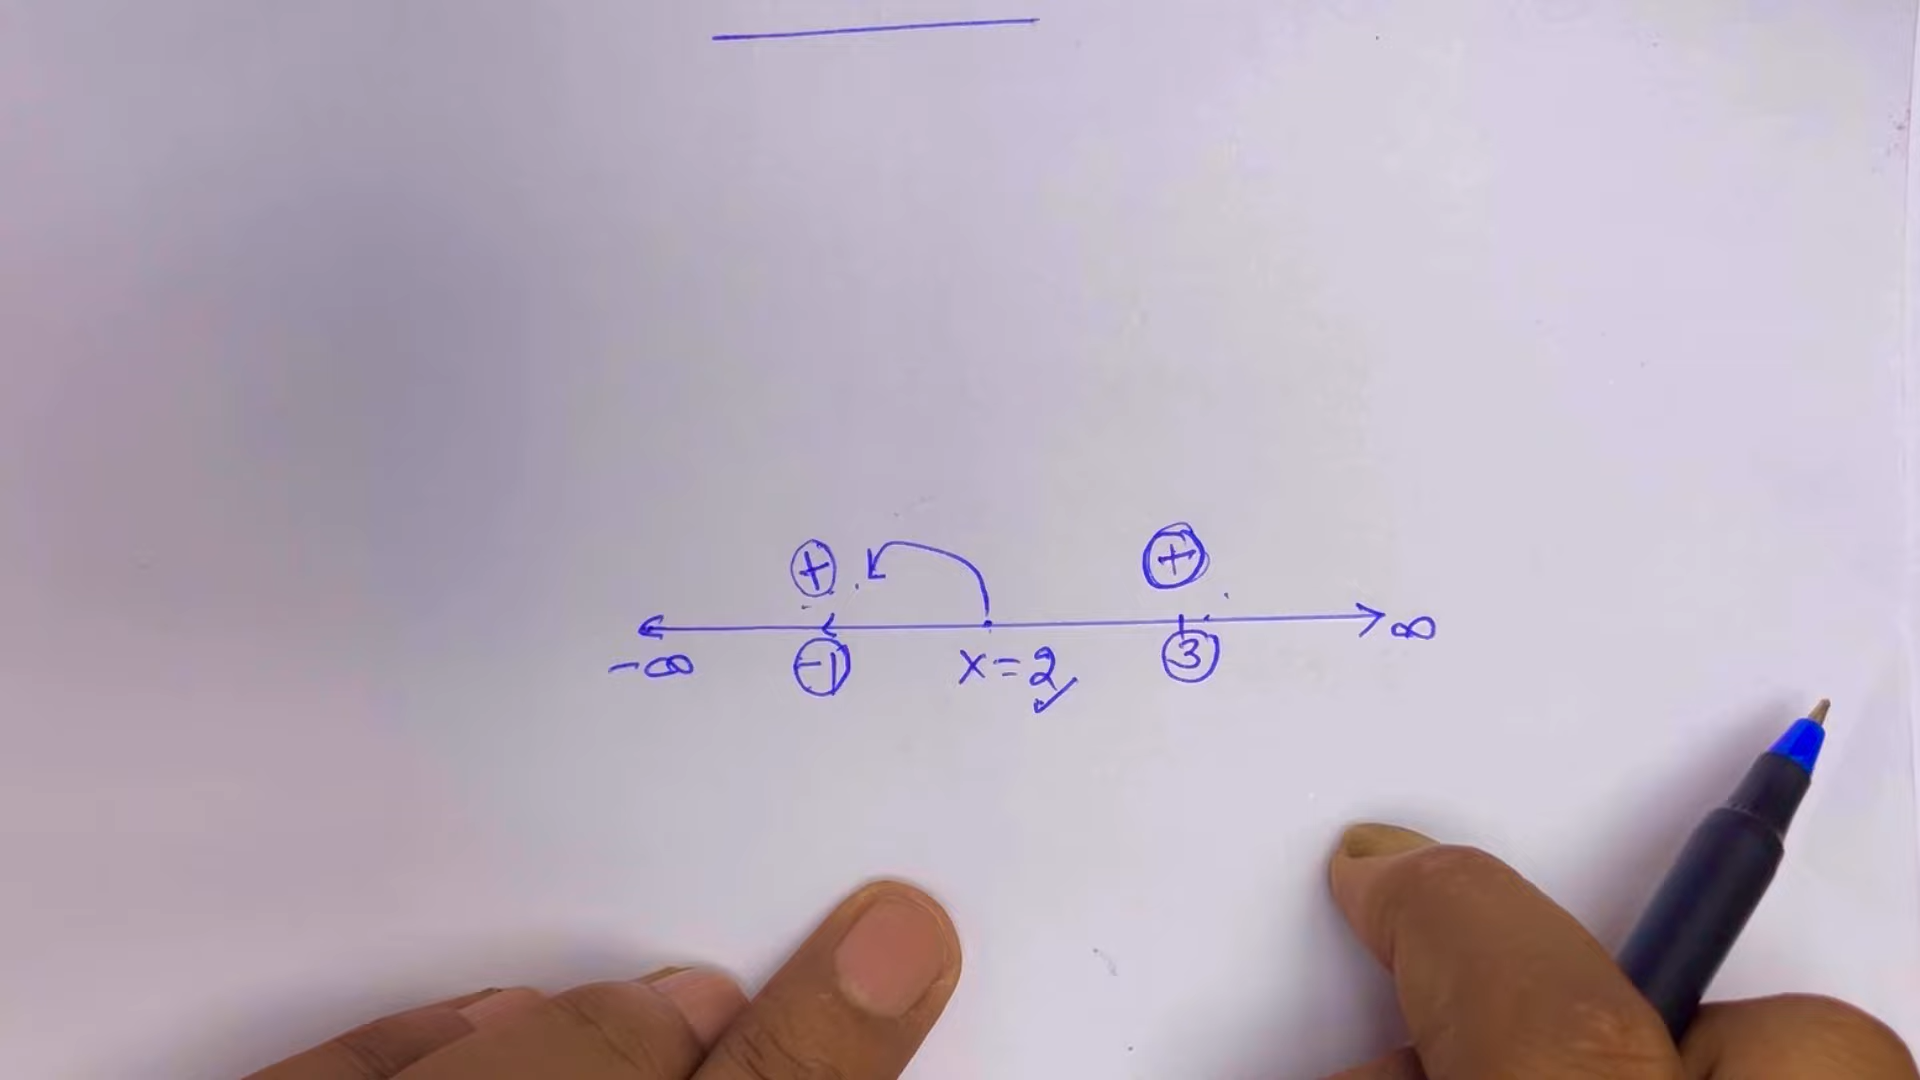 + +
-∞ -1 x=2 3 ∞